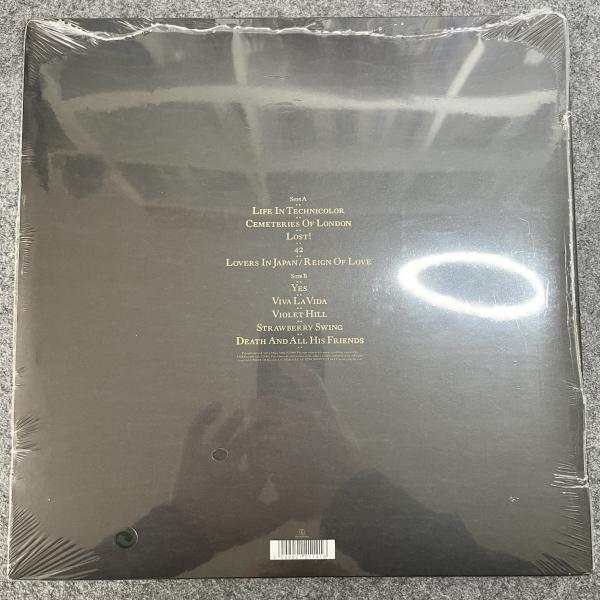 Side A
Life In Technicolor
Cemeteries Of London
Lost!
42
Lovers In Japan/Reign Of Love
Side B
Yes
Viva La Vida
Violet Hill
Strawberry Swing
Death And All His Friends